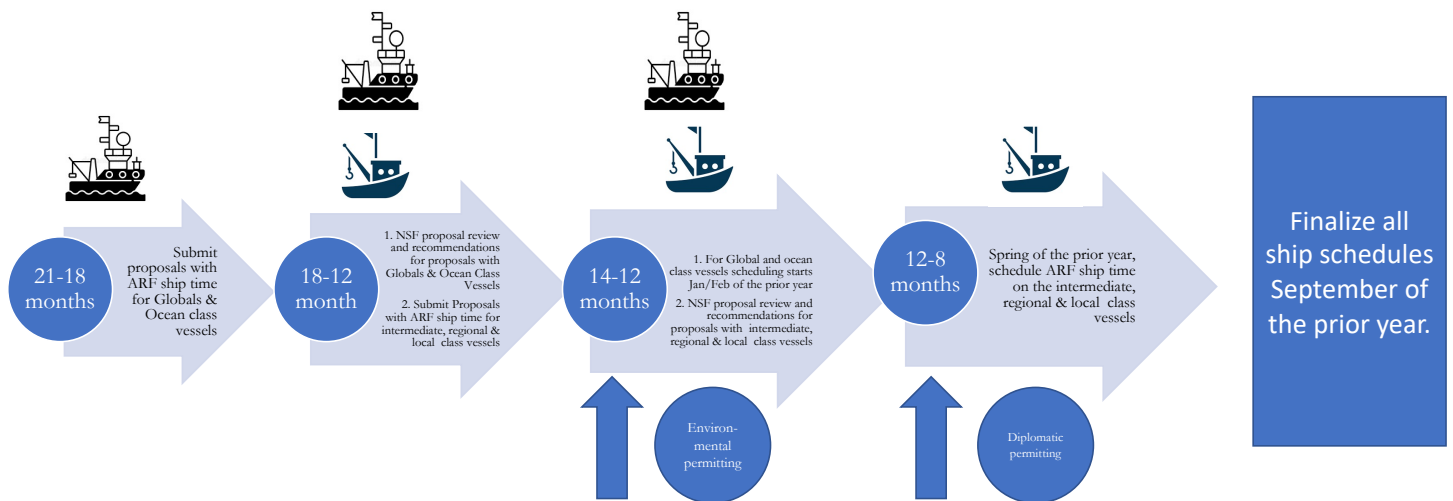 21-18
months
Submit
proposals with
ARF ship time
for Globals &
Ocean class
vessels
18-12
month
1. NSF proposal review
and recommendations
for proposals with
Globals & Ocean Class
Vessels
2. Submit Proposals
with ARF ship time for
intermediate, regional &
local class vessels
14-12
months
1. For Global and ocean
class vessels scheduling starts
Jan/Feb of the prior year
2. NSF proposal review and
recommendations for
proposals with intermediate,
regional & local class vessels
12-8
months
Spring of the prior year,
schedule ARF ship time
on the intermediate,
regional & local class
vessels
Environ-
mental
permitting
Diplomatic
permitting
Finalize all
ship schedules
September of
the prior year.